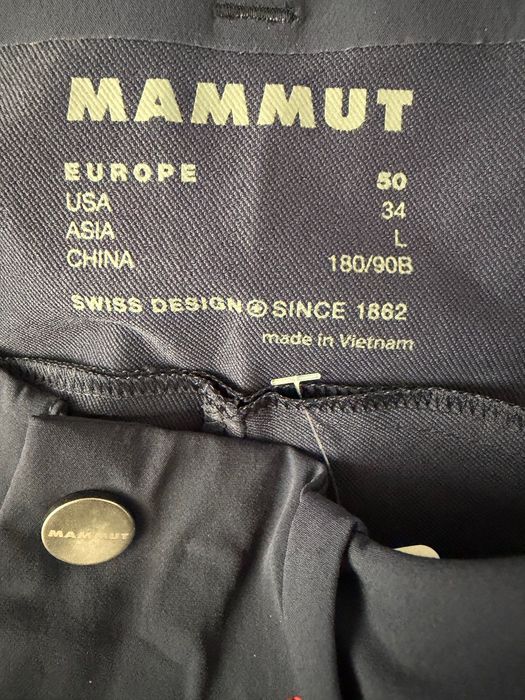 MAMMUT
EUROPE 50
USA 34
ASIA L
CHINA 180/90B
SWISS DESIGN⊕SINCE 1862
made in Vietnam
MAMMUT